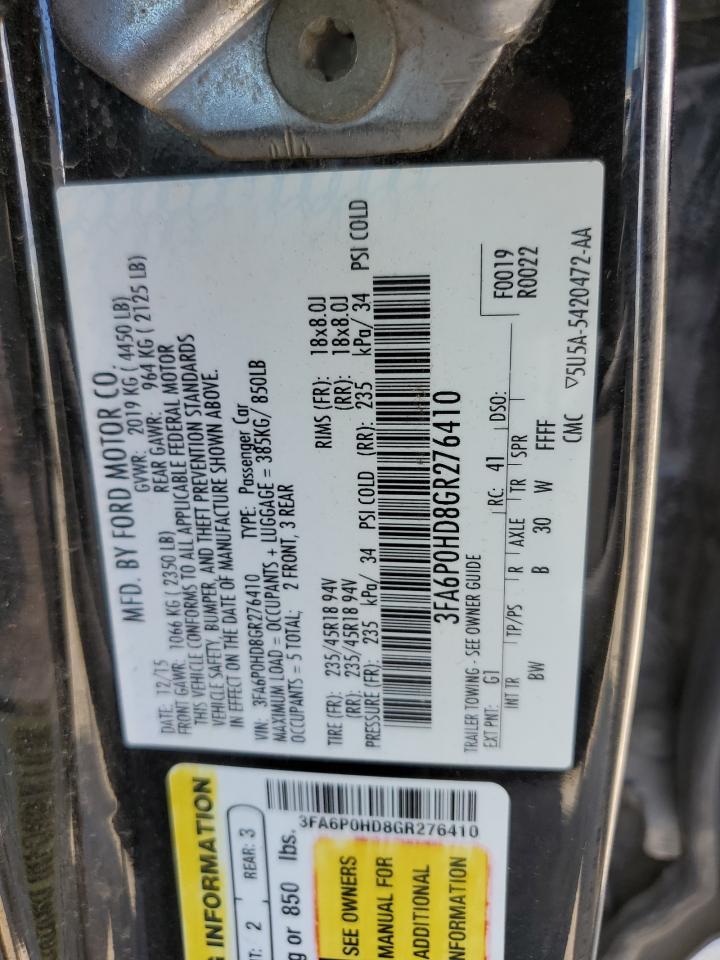 MFD. BY FORD MOTOR CO.
DATE: 12/15 GVWR: 2019 KG ( 4450 LB)
FRONT GAWR: 1066 KG ( 2350 LB) REAR GAWR: 964 KG ( 2125 LB)
THIS VEHICLE CONFORMS TO ALL APPLICABLE FEDERAL MOTOR
VEHICLE SAFETY, BUMPER, AND THEFT PREVENTION STANDARDS
IN EFFECT ON THE DATE OF MANUFACTURE SHOWN ABOVE.
VIN: 3FA6P0HD8GR276410 TYPE: Passenger Car
MAXIMUM LOAD = OCCUPANTS + LUGGAGE = 385KG/ 850LB
OCCUPANTS = 5 TOTAL; 2 FRONT, 3 REAR
TIRE (FR): 235/45R18 94V RIMS (FR): 18x8.0J
(RR): 235/45R18 94V (RR): 18x8.0J
PRESSURE (FR): 235 kPa/ 34 PSI COLD (RR): 235 kPa/ 34 PSI COLD
3FA6P0HD8GR276410
TRAILER TOWING - SEE OWNER GUIDE
F0019
R0022
EXT PNT: G1 RC: 41 DSO:
INT TR TP/PS R AXLE TR SPR
BW B 30 W FFFF
CMC ▽5U5A-5420472-AA
3FA6P0HD8GR276410
G INFORMATION
T: 2 REAR: 3
g or 850 lbs.
SEE OWNERS
MANUAL FOR
ADDITIONAL
NFORMATION